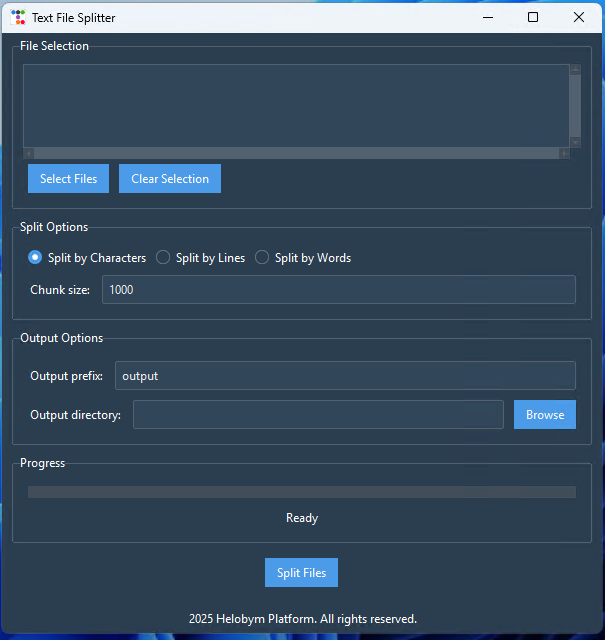 Text File Splitter
File Selection
Select Files Clear Selection
Split Options
Split by Characters Split by Lines Split by Words
Chunk size: 1000
Output Options
Output prefix: output
Output directory: Browse
Progress
Ready
Split Files
2025 Helobym Platform. All rights reserved.